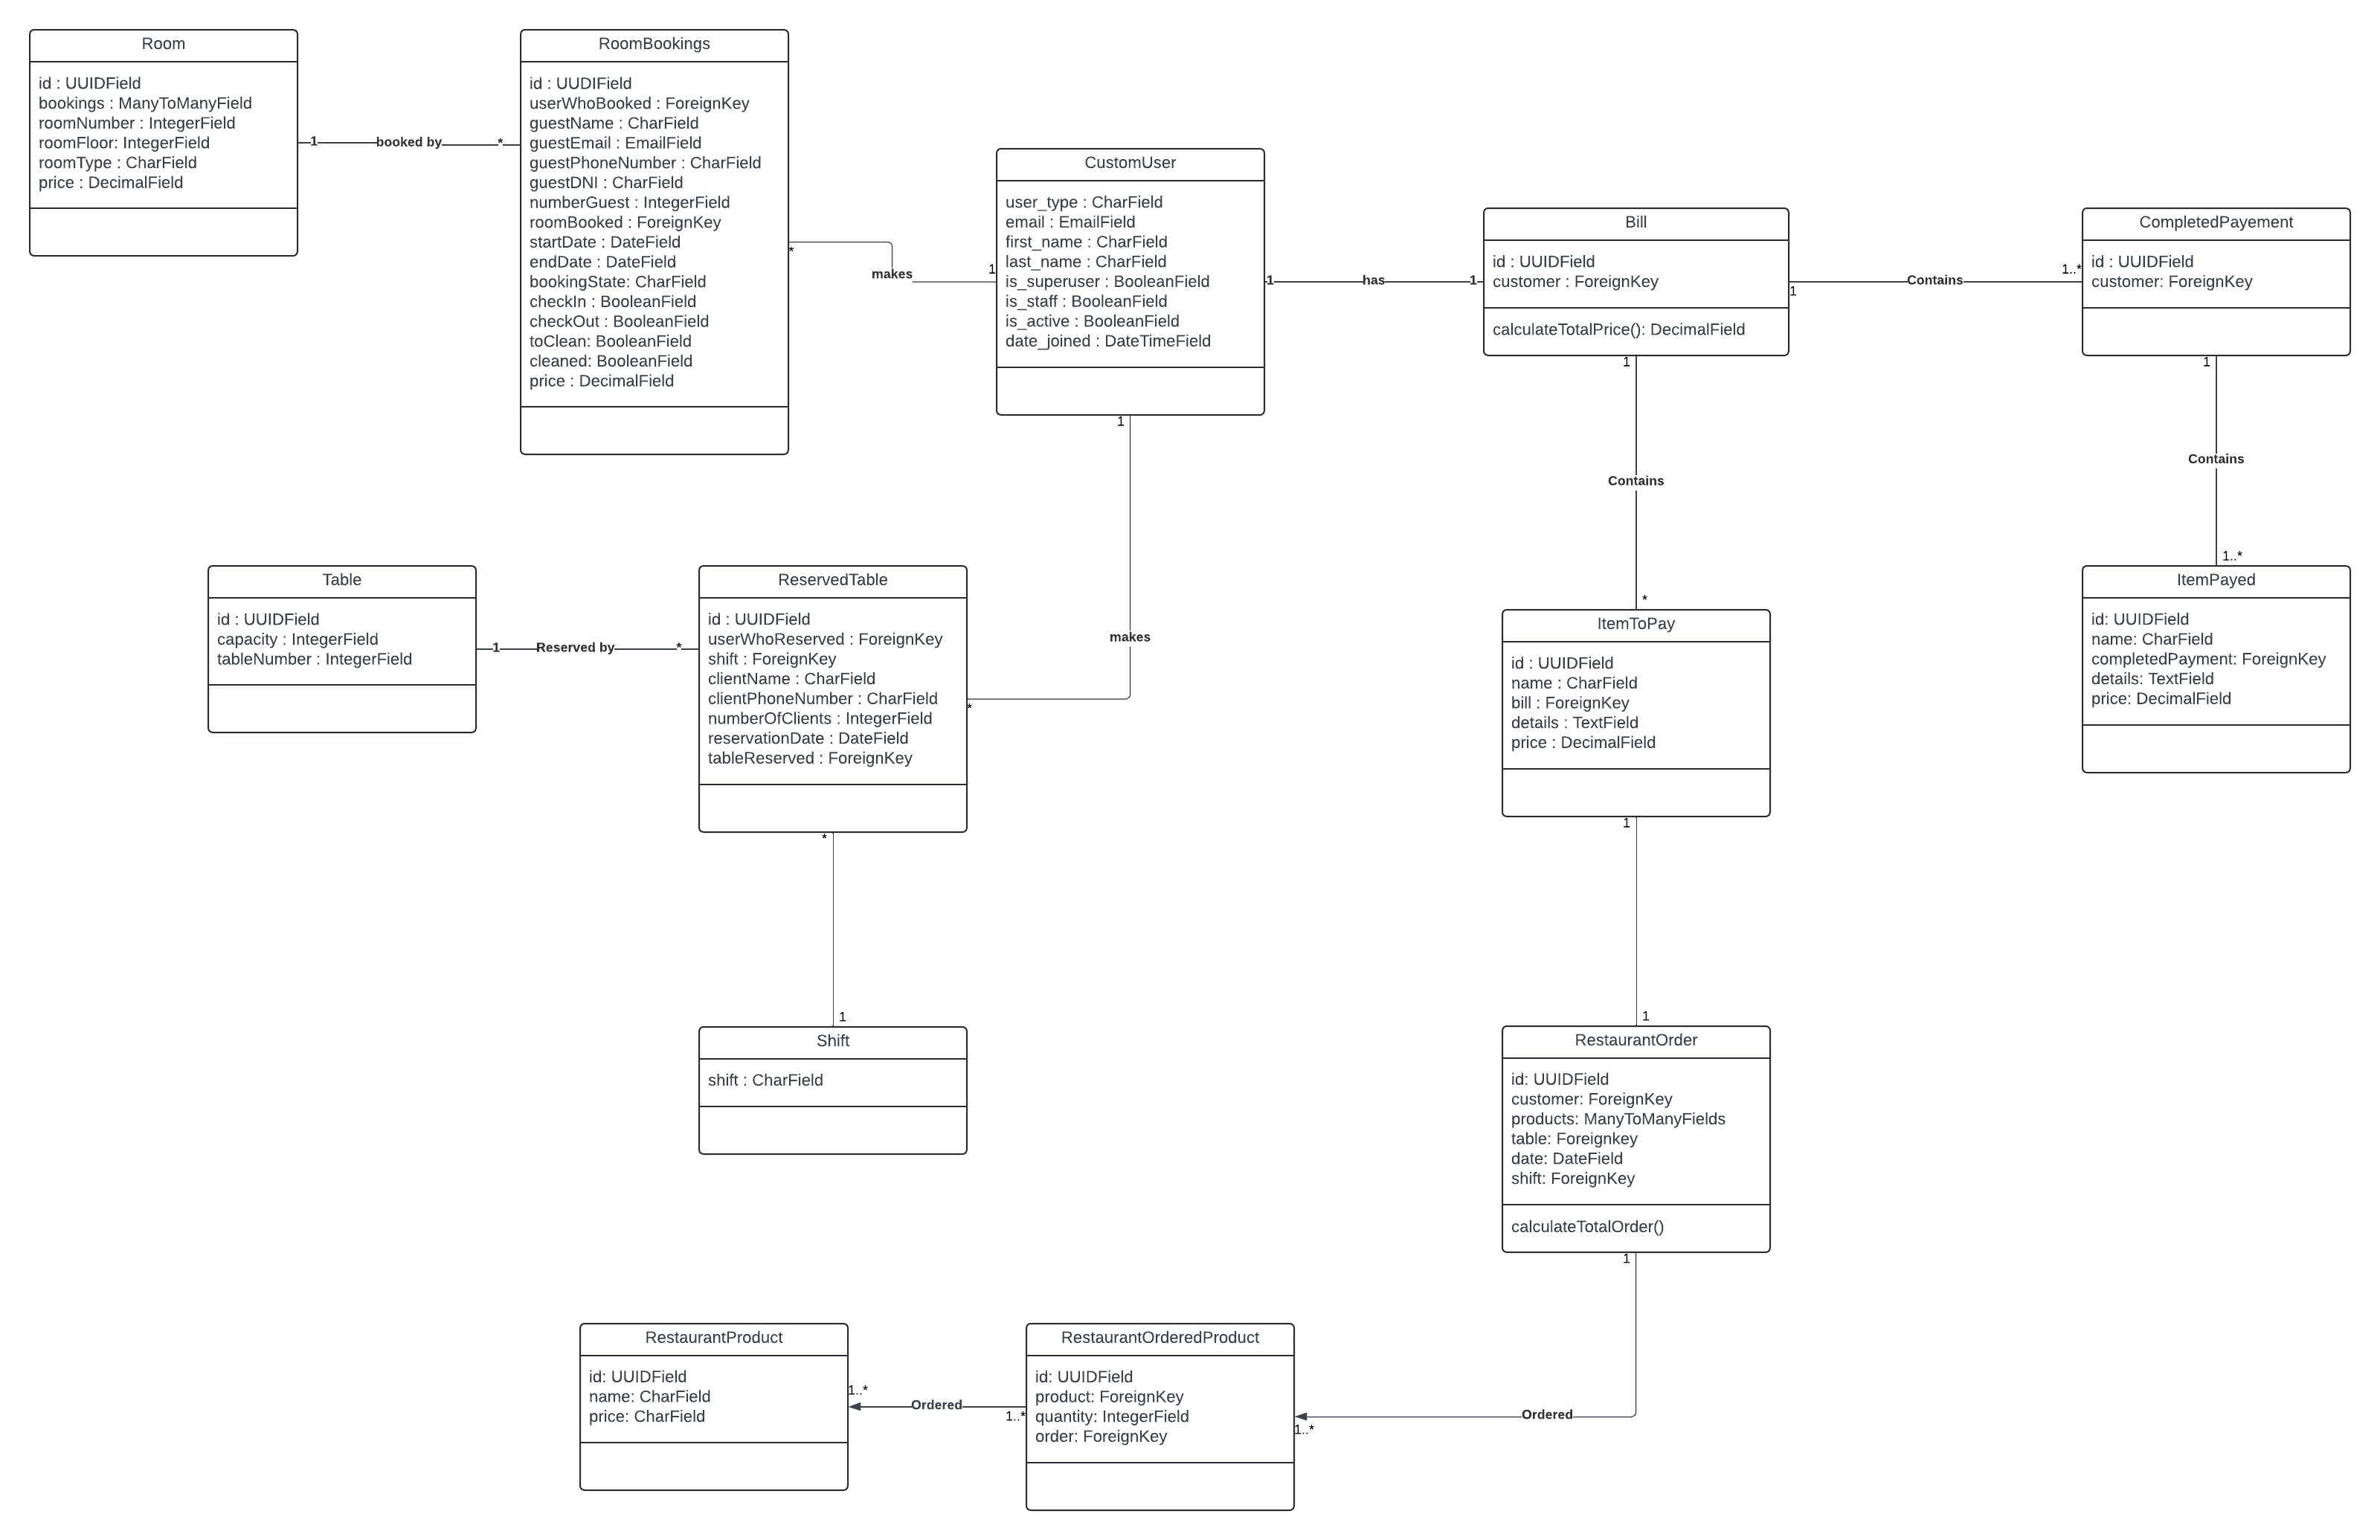 Room
id : UUIDField
bookings : ManyToManyField
roomNumber : IntegerField
roomFloor: IntegerField
roomType : CharField
price : DecimalField
1
booked by
*
RoomBookings
id : UUDIField
userWhoBooked : ForeignKey
guestName : CharField
guestEmail : EmailField
guestPhoneNumber : CharField
guestDNI : CharField
numberGuest : IntegerField
roomBooked : ForeignKey
startDate : DateField
endDate : DateField
bookingState: CharField
checkIn : BooleanField
checkOut : BooleanField
toClean: BooleanField
cleaned: BooleanField
price : DecimalField
*
makes
1
CustomUser
user_type : CharField
email : EmailField
first_name : CharField
last_name : CharField
is_superuser : BooleanField
is_staff : BooleanField
is_active : BooleanField
date_joined : DateTimeField
1
has
1
Bill
id : UUIDField
customer : ForeignKey
calculateTotalPrice(): DecimalField
1
Contains
1..*
CompletedPayement
id : UUIDField
customer: ForeignKey
1
makes
*
1
Contains
*
1
Contains
1..*
Table
id : UUIDField
capacity : IntegerField
tableNumber : IntegerField
1
Reserved by
*
ReservedTable
id : UUIDField
userWhoReserved : ForeignKey
shift : ForeignKey
clientName : CharField
clientPhoneNumber : CharField
numberOfClients : IntegerField
reservationDate : DateField
tableReserved : ForeignKey
ItemToPay
id : UUIDField
name : CharField
bill : ForeignKey
details : TextField
price : DecimalField
ItemPayed
id: UUIDField
name: CharField
completedPayment: ForeignKey
details: TextField
price: DecimalField
*
1
1
1
Shift
shift : CharField
RestaurantOrder
id: UUIDField
customer: ForeignKey
products: ManyToManyFields
table: Foreignkey
date: DateField
shift: ForeignKey
calculateTotalOrder()
1
Ordered
1..*
RestaurantProduct
id: UUIDField
name: CharField
price: CharField
1..*
Ordered
1..*
RestaurantOrderedProduct
id: UUIDField
product: ForeignKey
quantity: IntegerField
order: ForeignKey